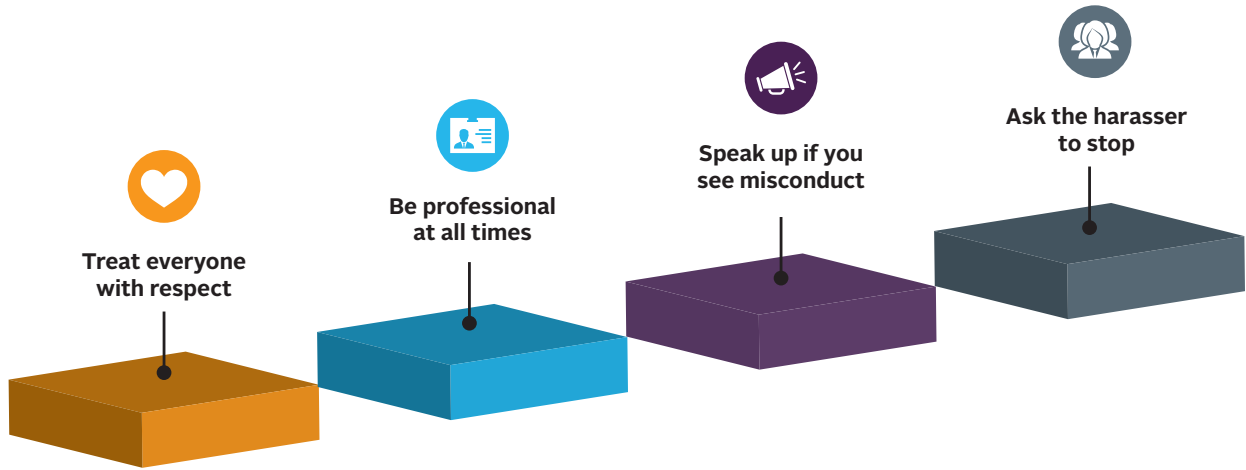 Treat everyone
with respect
Be professional
at all times
Speak up if you
see misconduct
Ask the harasser
to stop